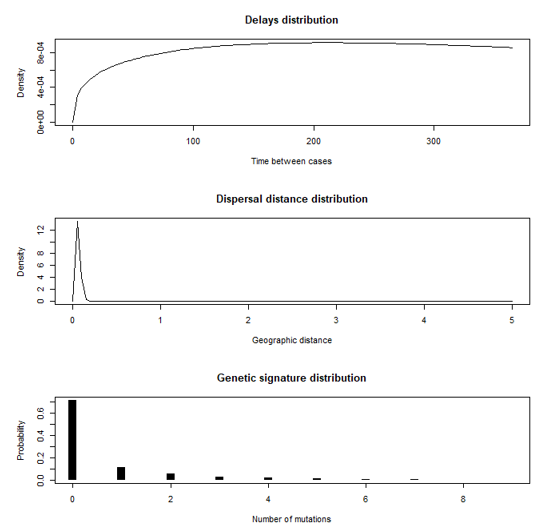 Delays distribution
Density
0e+00 4e-04 8e-04
0 100 200 300
Time between cases
Dispersal distance distribution
Density
0 2 4 6 8 12
0 1 2 3 4 5
Geographic distance
Genetic signature distribution
Probability
0.0 0.2 0.4 0.6
0 2 4 6 8
Number of mutations